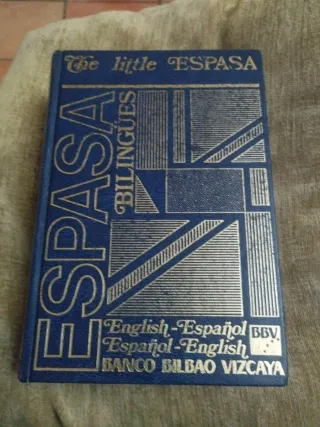 The little ESPASA
ESPASA
BILINGÜES
English-Español
Español-English
BBV
BANCO BILBAO VIZCAYA